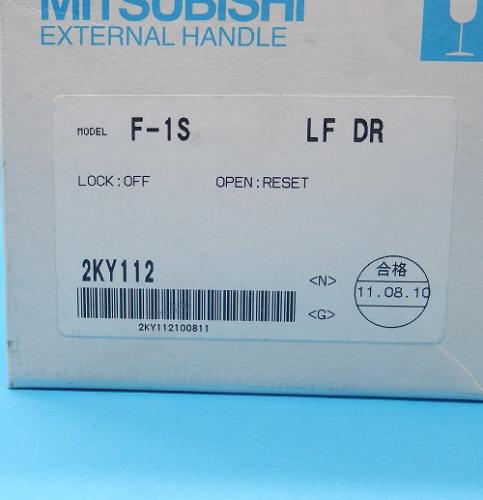 MITSUBISHI
EXTERNAL HANDLE
MODEL F-1S LF DR
LOCK:OFF OPEN:RESET
2KY112
<N>
合格
11.08.10
<G>
2KY112100811